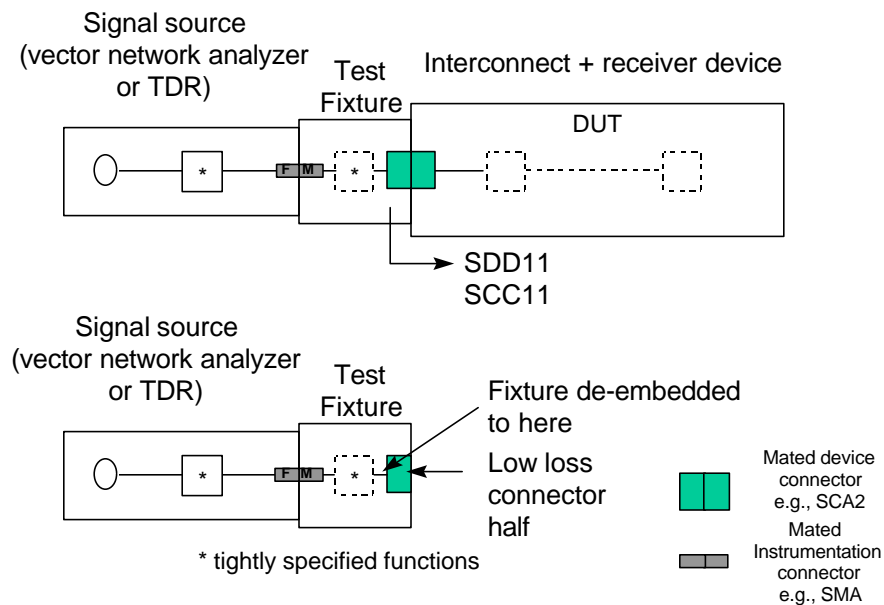 Signal source
(vector network analyzer
or TDR)
Test
Fixture
Interconnect + receiver device
DUT
*
F M
*
SDD11
SCC11
Signal source
(vector network analyzer
or TDR)
Test
Fixture
Fixture de-embedded
to here
*
F M
*
Low loss
connector
half
* tightly specified functions
Mated device
connector
e.g., SCA2
Mated
Instrumentation
connector
e.g., SMA